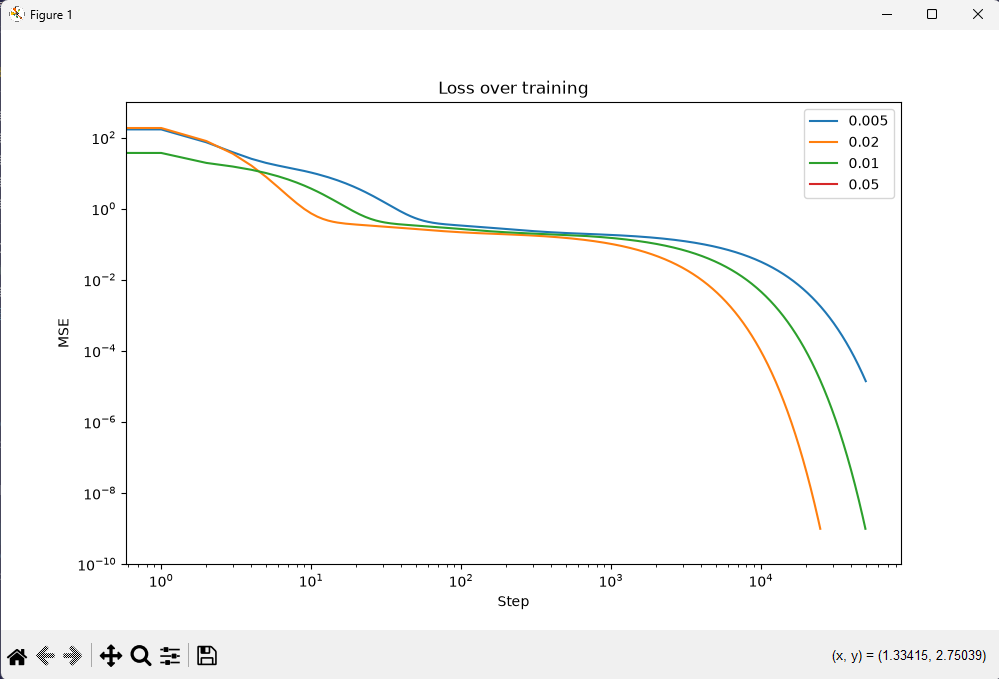 Figure 1
Loss over training
0.005
0.02
0.01
0.05
10²
10⁰
10⁻²
10⁻⁴
10⁻⁶
10⁻⁸
10⁻¹⁰
MSE
10⁰ 10¹ 10² 10³ 10⁴
Step
(x, y) = (1.33415, 2.75039)